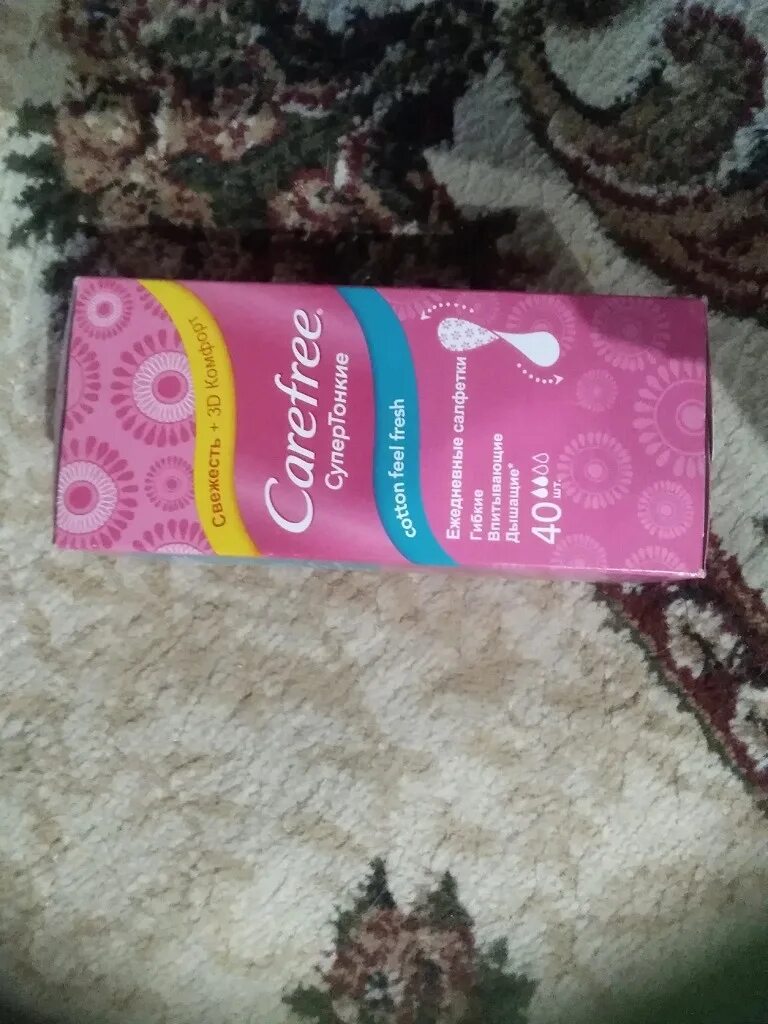 Свежесть + 3D Комфорт
Carefree®
СуперТонкие
cotton feel fresh
Ежедневные салфетки
Гибкие
Впитывающие
Дышащие*
40 шт.